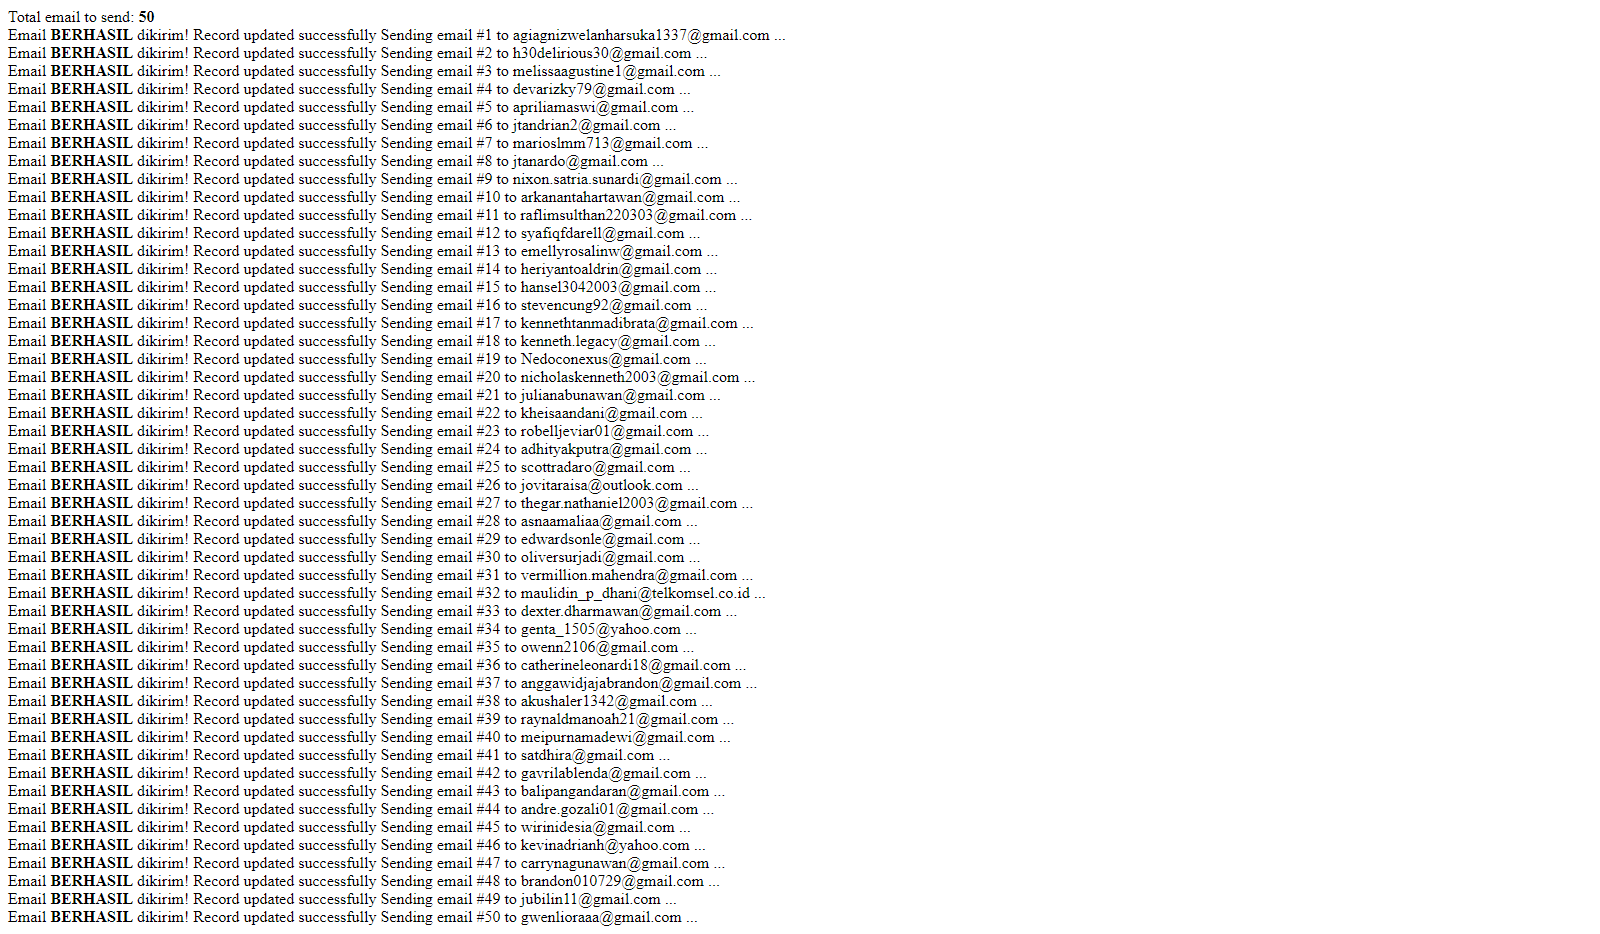 Total email to send: 50
Email BERHASIL dikirim! Record updated successfully Sending email #1 to agiagnizwelanharsuka1337@gmail.com ...
Email BERHASIL dikirim! Record updated successfully Sending email #2 to h30delirious30@gmail.com ...
Email BERHASIL dikirim! Record updated successfully Sending email #3 to melissaagustine1@gmail.com ...
Email BERHASIL dikirim! Record updated successfully Sending email #4 to devarizky79@gmail.com ...
Email BERHASIL dikirim! Record updated successfully Sending email #5 to apriliamaswi@gmail.com ...
Email BERHASIL dikirim! Record updated successfully Sending email #6 to jtandrian2@gmail.com ...
Email BERHASIL dikirim! Record updated successfully Sending email #7 to marioslmm713@gmail.com ...
Email BERHASIL dikirim! Record updated successfully Sending email #8 to jtanardo@gmail.com ...
Email BERHASIL dikirim! Record updated successfully Sending email #9 to nixon.satria.sunardi@gmail.com ...
Email BERHASIL dikirim! Record updated successfully Sending email #10 to arkanantahartawan@gmail.com ...
Email BERHASIL dikirim! Record updated successfully Sending email #11 to raflimsulthan220303@gmail.com ...
Email BERHASIL dikirim! Record updated successfully Sending email #12 to syafiqfdarell@gmail.com ...
Email BERHASIL dikirim! Record updated successfully Sending email #13 to emellyrosalinw@gmail.com ...
Email BERHASIL dikirim! Record updated successfully Sending email #14 to heriyantoaldrin@gmail.com ...
Email BERHASIL dikirim! Record updated successfully Sending email #15 to hansel3042003@gmail.com ...
Email BERHASIL dikirim! Record updated successfully Sending email #16 to stevencung92@gmail.com ...
Email BERHASIL dikirim! Record updated successfully Sending email #17 to kennethtanmadibrata@gmail.com ...
Email BERHASIL dikirim! Record updated successfully Sending email #18 to kenneth.legacy@gmail.com ...
Email BERHASIL dikirim! Record updated successfully Sending email #19 to Nedoconexus@gmail.com ...
Email BERHASIL dikirim! Record updated successfully Sending email #20 to nicholaskenneth2003@gmail.com ...
Email BERHASIL dikirim! Record updated successfully Sending email #21 to julianabunawan@gmail.com ...
Email BERHASIL dikirim! Record updated successfully Sending email #22 to kheisaandani@gmail.com ...
Email BERHASIL dikirim! Record updated successfully Sending email #23 to robelljeviar01@gmail.com ...
Email BERHASIL dikirim! Record updated successfully Sending email #24 to adhityakputra@gmail.com ...
Email BERHASIL dikirim! Record updated successfully Sending email #25 to scottradaro@gmail.com ...
Email BERHASIL dikirim! Record updated successfully Sending email #26 to jovitaraisa@outlook.com ...
Email BERHASIL dikirim! Record updated successfully Sending email #27 to thegar.nathaniel2003@gmail.com ...
Email BERHASIL dikirim! Record updated successfully Sending email #28 to asnaamaliaa@gmail.com ...
Email BERHASIL dikirim! Record updated successfully Sending email #29 to edwardsonle@gmail.com ...
Email BERHASIL dikirim! Record updated successfully Sending email #30 to oliversurjadi@gmail.com ...
Email BERHASIL dikirim! Record updated successfully Sending email #31 to vermillion.mahendra@gmail.com ...
Email BERHASIL dikirim! Record updated successfully Sending email #32 to maulidin_p_dhani@telkomsel.co.id ...
Email BERHASIL dikirim! Record updated successfully Sending email #33 to dexter.dharmawan@gmail.com ...
Email BERHASIL dikirim! Record updated successfully Sending email #34 to genta_1505@yahoo.com ...
Email BERHASIL dikirim! Record updated successfully Sending email #35 to owenn2106@gmail.com ...
Email BERHASIL dikirim! Record updated successfully Sending email #36 to catherineleonardi18@gmail.com ...
Email BERHASIL dikirim! Record updated successfully Sending email #37 to anggawidjajabrandon@gmail.com ...
Email BERHASIL dikirim! Record updated successfully Sending email #38 to akushaler1342@gmail.com ...
Email BERHASIL dikirim! Record updated successfully Sending email #39 to raynaldmanoah21@gmail.com ...
Email BERHASIL dikirim! Record updated successfully Sending email #40 to meipurnamadewi@gmail.com ...
Email BERHASIL dikirim! Record updated successfully Sending email #41 to satdhira@gmail.com ...
Email BERHASIL dikirim! Record updated successfully Sending email #42 to gavrilablenda@gmail.com ...
Email BERHASIL dikirim! Record updated successfully Sending email #43 to balipangandaran@gmail.com ...
Email BERHASIL dikirim! Record updated successfully Sending email #44 to andre.gozali01@gmail.com ...
Email BERHASIL dikirim! Record updated successfully Sending email #45 to wirinidesia@gmail.com ...
Email BERHASIL dikirim! Record updated successfully Sending email #46 to kevinadrianh@yahoo.com ...
Email BERHASIL dikirim! Record updated successfully Sending email #47 to carrynagunawan@gmail.com ...
Email BERHASIL dikirim! Record updated successfully Sending email #48 to brandon010729@gmail.com ...
Email BERHASIL dikirim! Record updated successfully Sending email #49 to jubilin11@gmail.com ...
Email BERHASIL dikirim! Record updated successfully Sending email #50 to gwenlioraaa@gmail.com ...